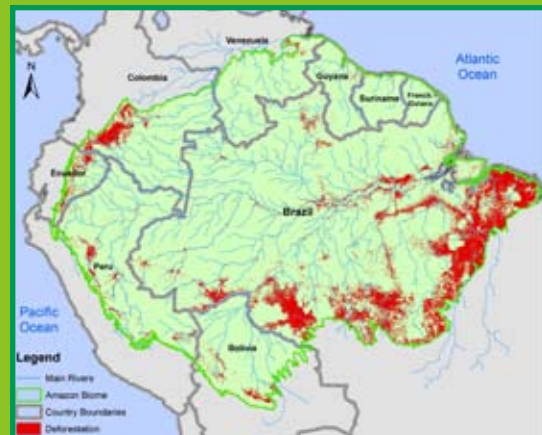 Venezuela
Atlantic
Ocean
N
Colombia
Guyana
Suriname
French
Guiana
Ecuador
Brazil
Peru
Pacific
Ocean
Bolivia
Legend
Main Rivers
Amazon Biome
Country Boundaries
Deforestation